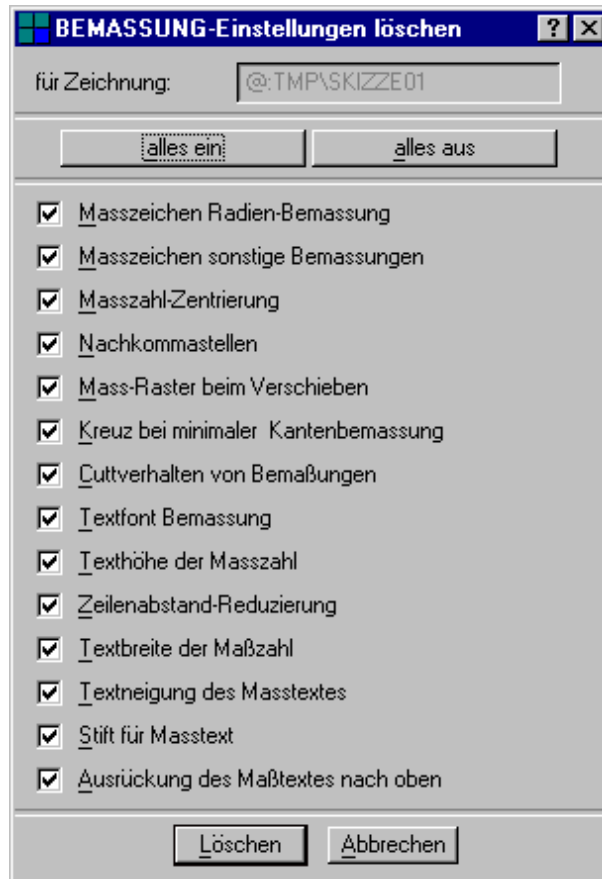 BEMASSUNG-Einstellungen löschen
für Zeichnung: @:TMP\SKIZZE01
alles ein alles aus
Masszeichen Radien-Bemassung
Masszeichen sonstige Bemassungen
Masszahl-Zentrierung
Nachkommastellen
Mass-Raster beim Verschieben
Kreuz bei minimaler Kantenbemassung
Cuttverhalten von Bemaßungen
Textfont Bemassung
Texthöhe der Masszahl
Zeilenabstand-Reduzierung
Textbreite der Maßzahl
Textneigung des Masstextes
Stift für Masstext
Ausrückung des Maßtextes nach oben
Löschen Abbrechen